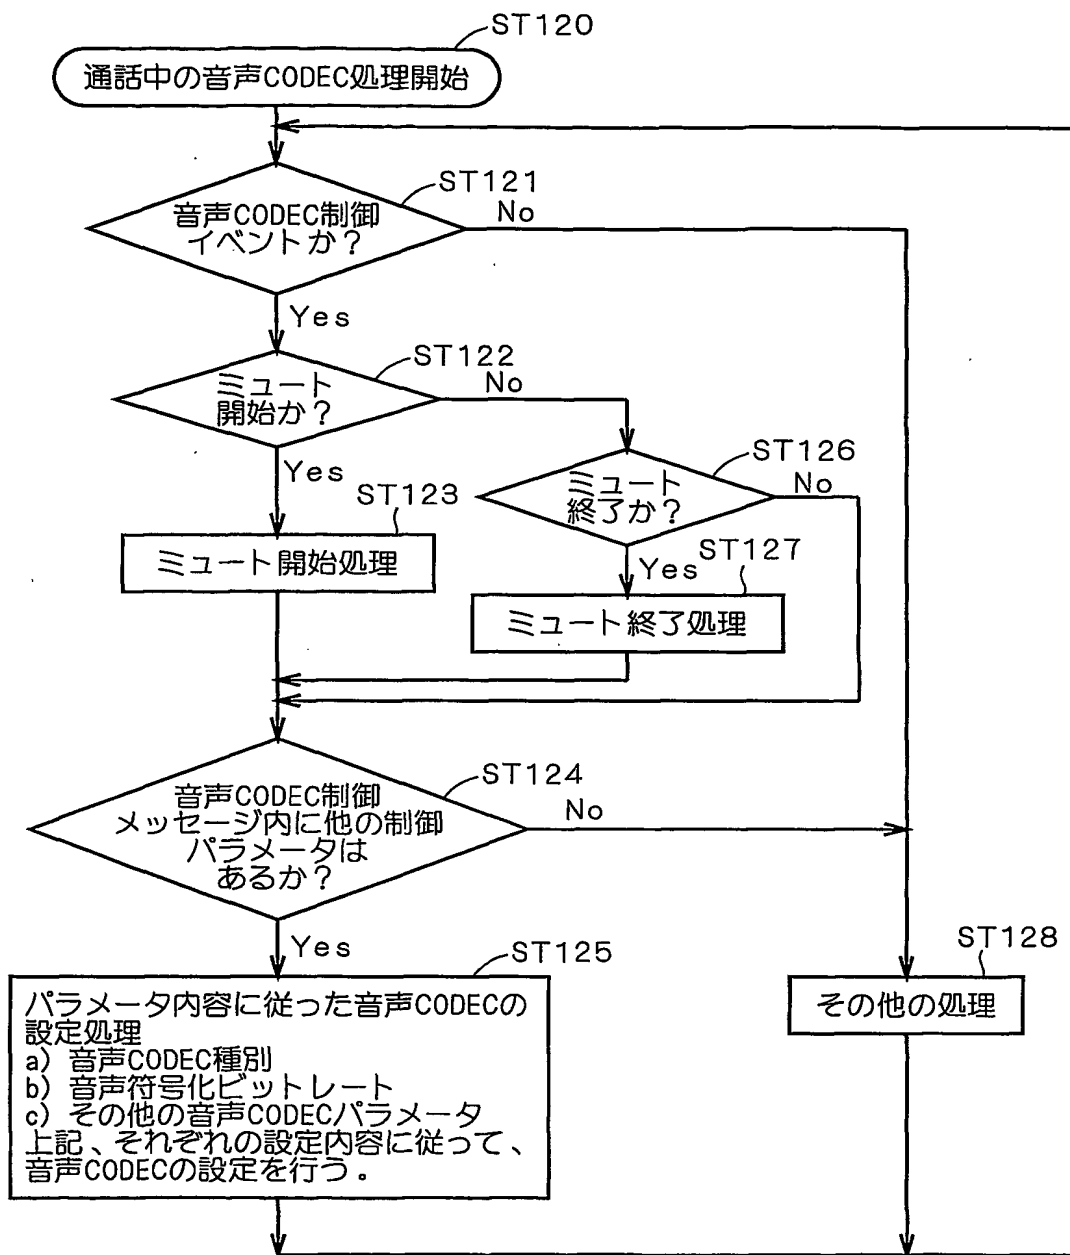 ST120
通話中の音声CODEC処理開始
ST121
音声CODEC制御
イベントか？
No
Yes
ST122
ミュート
開始か？
No
Yes
ST126
ミュート
終了か？
No
ST123
ミュート開始処理
Yes
ST127
ミュート終了処理
ST124
音声CODEC制御
メッセージ内に他の制御
パラメータは
あるか？
No
Yes
ST125
パラメータ内容に従った音声CODECの
設定処理
a）音声CODEC種別
b）音声符号化ビットレート
c）その他の音声CODECパラメータ
上記、それぞれの設定内容に従って、
音声CODECの設定を行う。
ST128
その他の処理